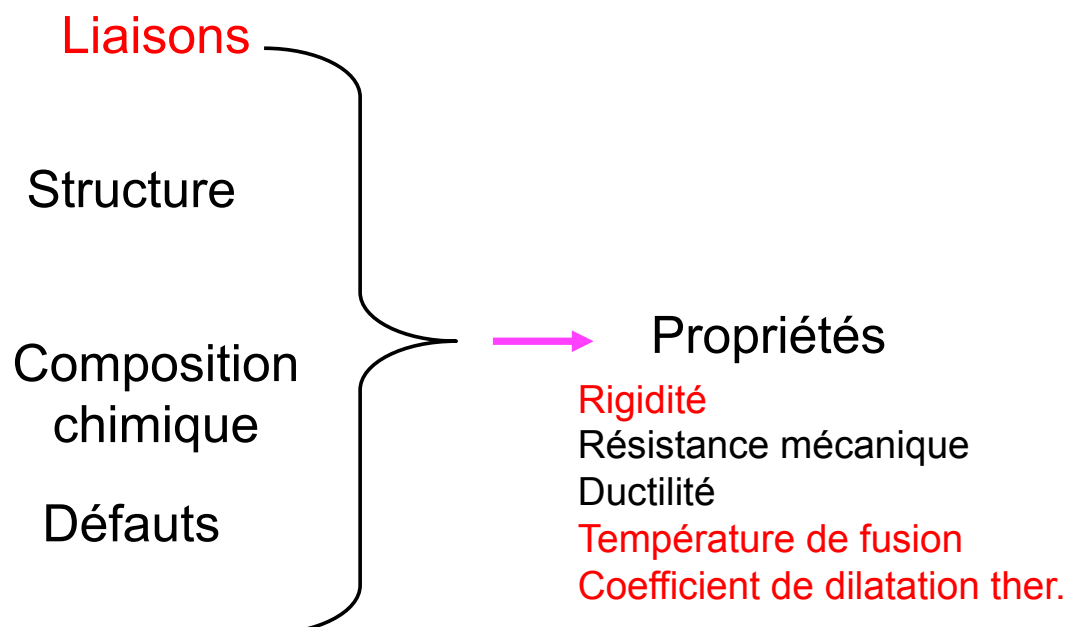 Liaisons
Structure
Composition
chimique
Défauts
Propriétés
Rigidité
Résistance mécanique
Ductilité
Température de fusion
Coefficient de dilatation ther.